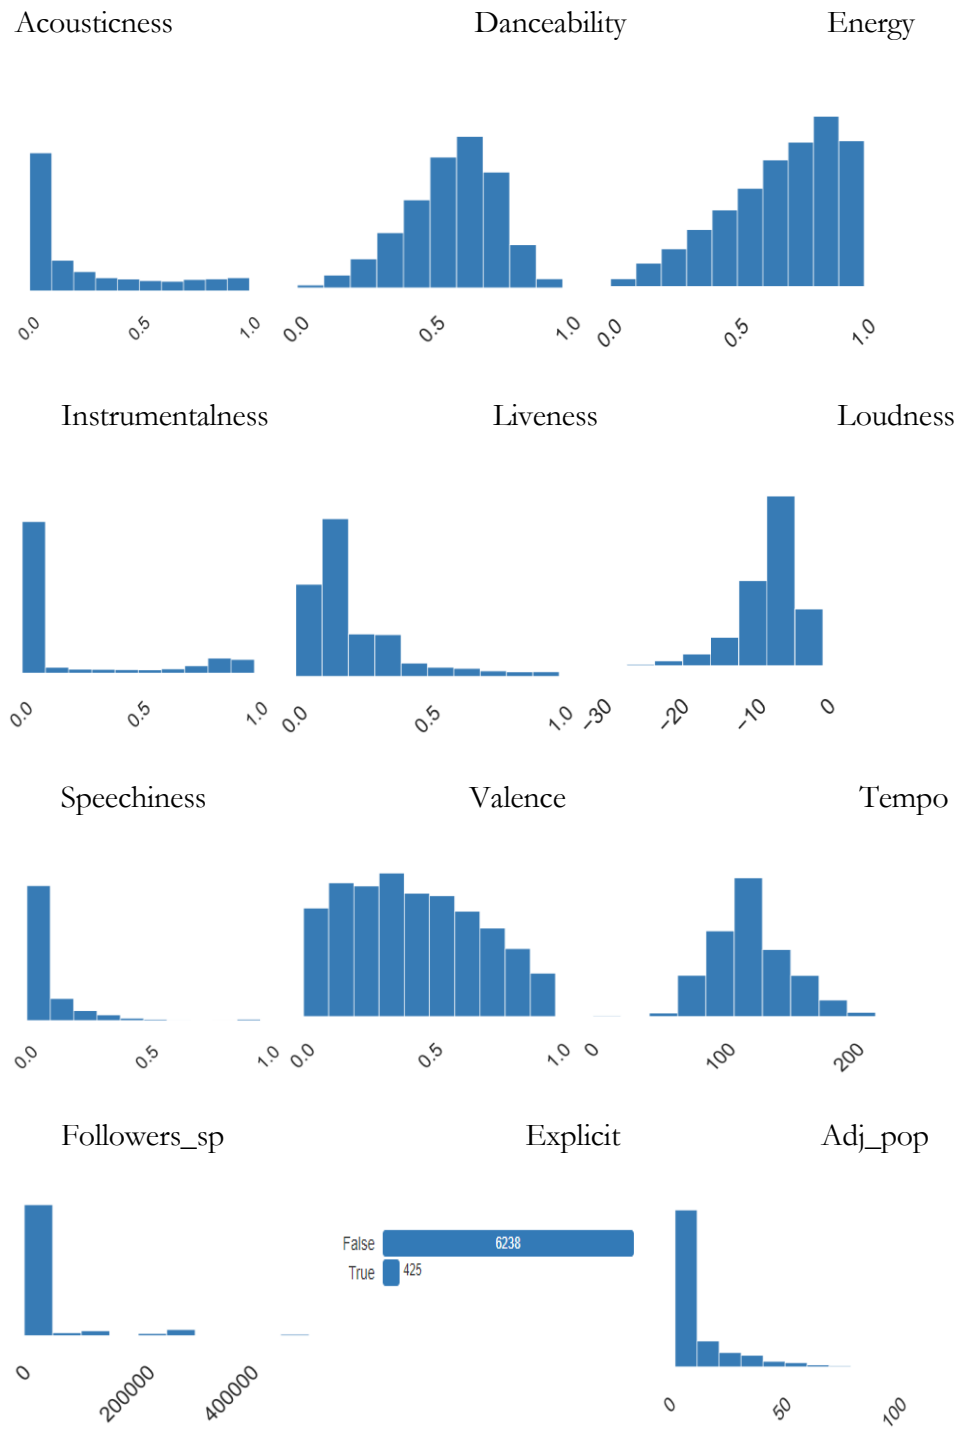 Acousticness Danceability Energy
0.0 0.5 1.0 0.0 0.5 1.0 0.0 0.5 1.0
Instrumentalness Liveness Loudness
0.0 0.5 1.0 0.0 0.5 1.0 −30 −20 −10 0
Speechiness Valence Tempo
0.0 0.5 1.0 0.0 0.5 1.0 0 100 200
Followers_sp Explicit Adj_pop
False 6238
True 425
0 200000 400000 0 50 100